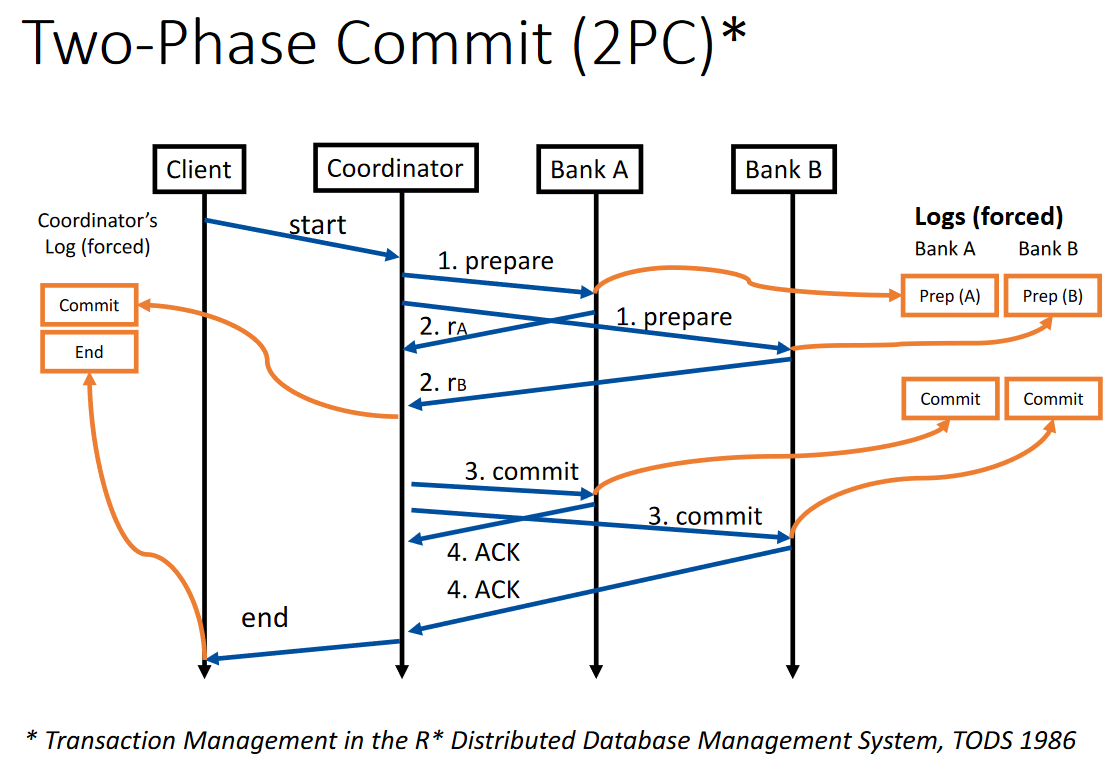 Two-Phase Commit (2PC)*
Client
Coordinator
Bank A
Bank B
Coordinator's
Log (forced)
Commit
End
start
1. prepare
1. prepare
2. rA
2. rB
3. commit
3. commit
4. ACK
4. ACK
end
Logs (forced)
Bank A
Bank B
Prep (A)
Prep (B)
Commit
Commit
* Transaction Management in the R* Distributed Database Management System, TODS 1986